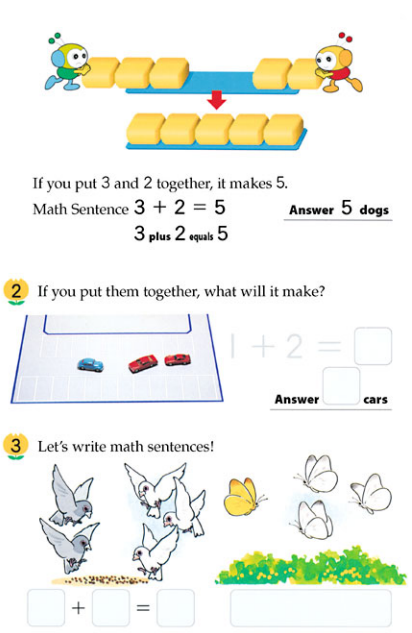 If you put 3 and 2 together, it makes 5.
Math Sentence 3 + 2 = 5
Answer 5 dogs
3 plus 2 equals 5
2 If you put them together, what will it make?
1 + 2 =
Answer cars
3 Let's write math sentences!
+ =